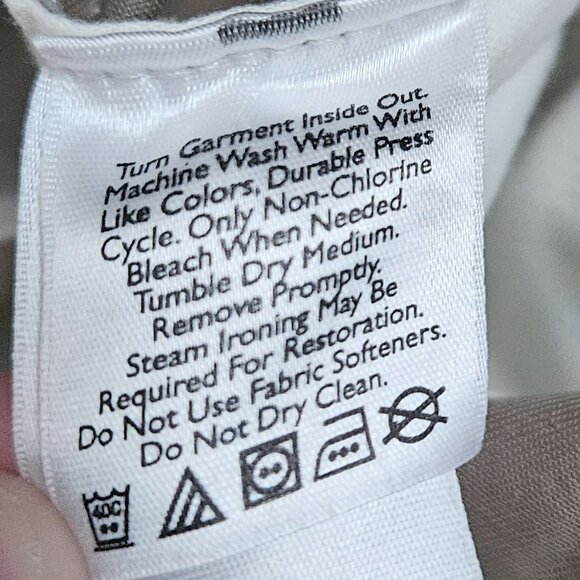 Turn Garment Inside Out.
Machine Wash Warm With
Like Colors, Durable Press
Cycle. Only Non-Chlorine
Bleach When Needed.
Tumble Dry Medium.
Remove Promptly.
Steam Ironing May Be
Required For Restoration.
Do Not Use Fabric Softeners.
Do Not Dry Clean.
40C